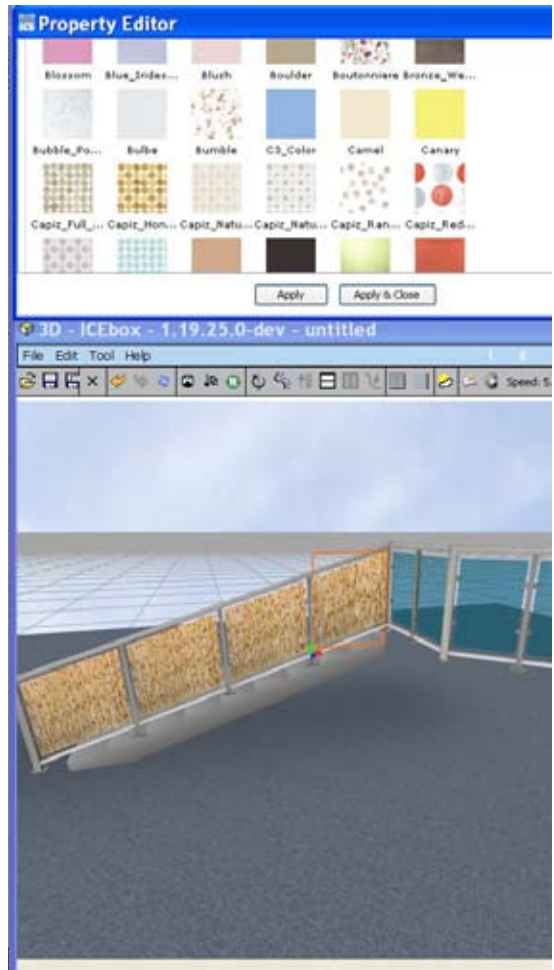 ICE Property Editor
Blossom Blue_Irides... Blush Boulder Boutonniere Bronze_We...
Bubble_Po... Bulbe Bumble C3_Color Camel Canary
Capiz_Full_... Capiz_Hon... Capiz_Natu... Capiz_Natu... Capiz_Ran... Capiz_Red...
Apply Apply & Close
3D - ICEbox - 1.19.25.0-dev - untitled
File Edit Tool Help
Speed: 5.